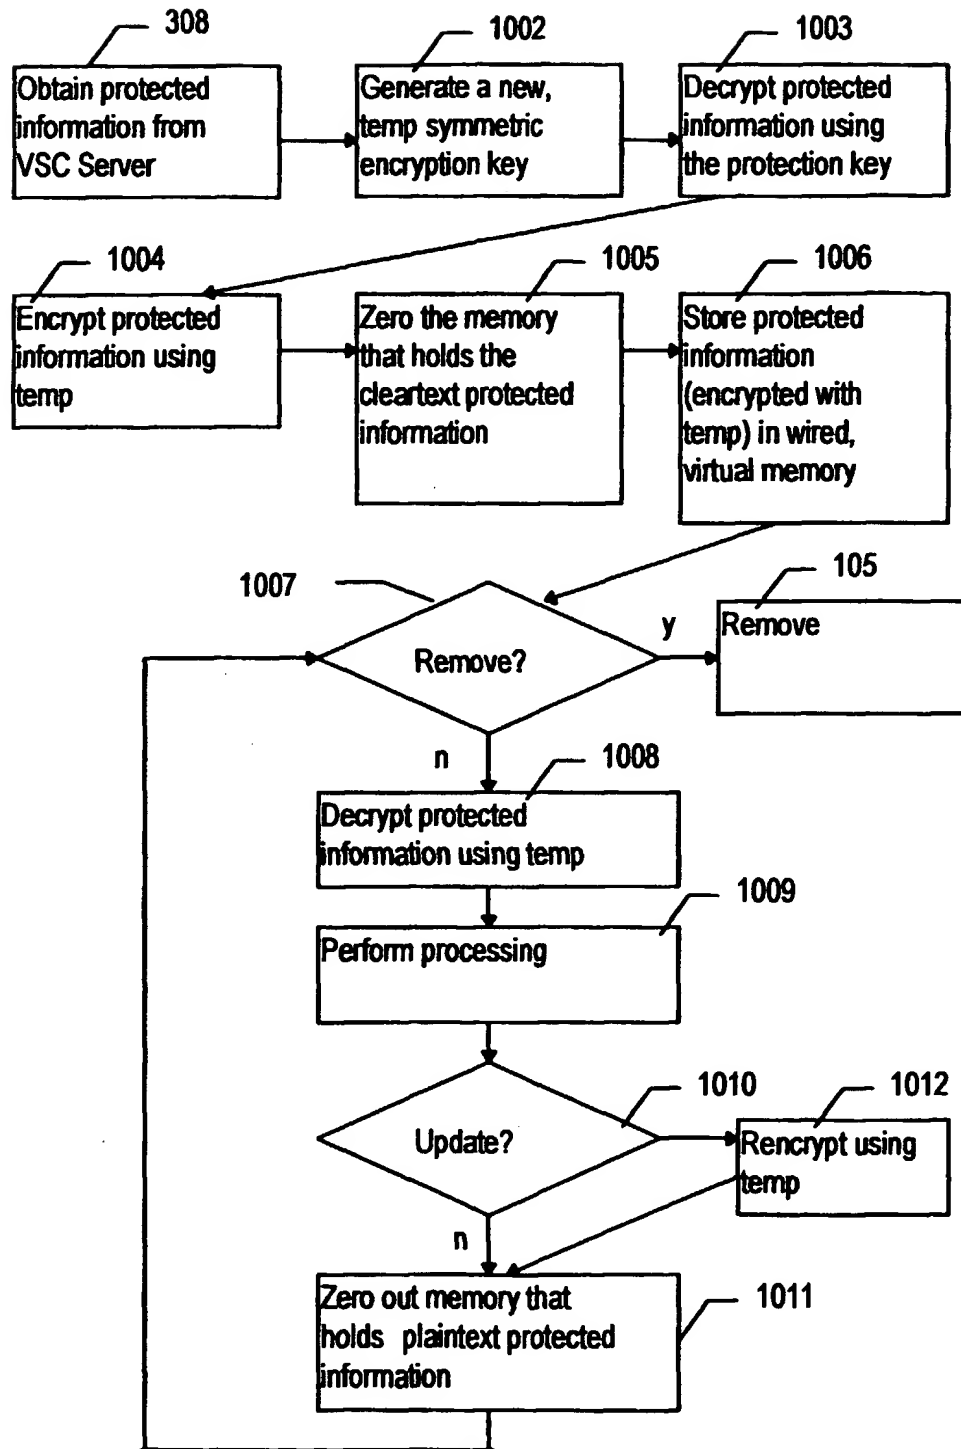 308
Obtain protected
information from
VSC Server
1002
Generate a new,
temp symmetric
encryption key
1003
Decrypt protected
information using
the protection key
1004
Encrypt protected
information using
temp
1005
Zero the memory
that holds the
cleartext protected
information
1006
Store protected
information
(encrypted with
temp) in wired,
virtual memory
1007
Remove?
y
105
Remove
n
1008
Decrypt protected
information using temp
1009
Perform processing
1010
Update?
1012
Rencrypt using
temp
n
1011
Zero out memory that
holds plaintext protected
information